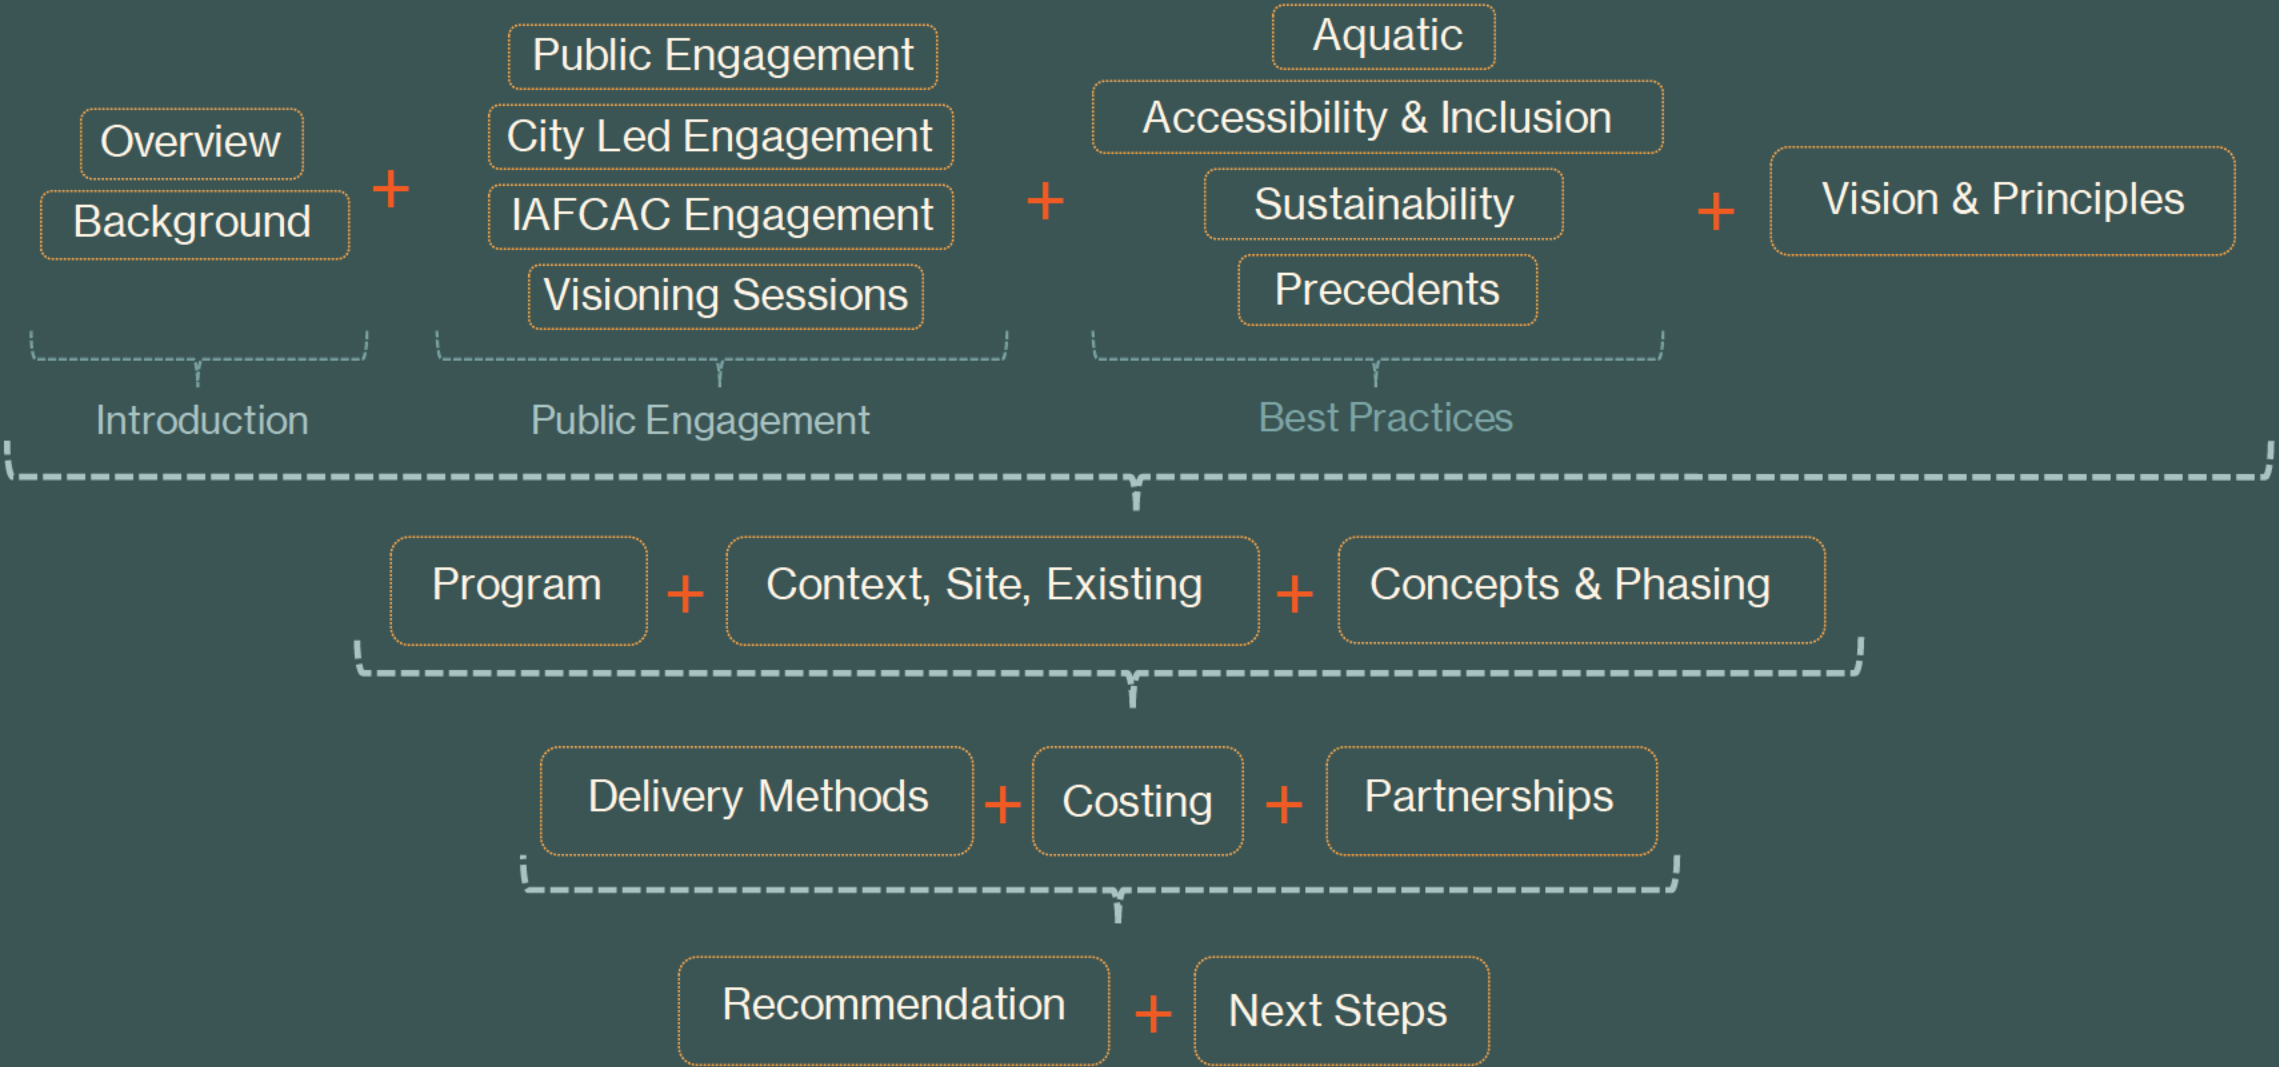 Overview
Background
+
Public Engagement
City Led Engagement
IAFCAC Engagement
Visioning Sessions
+
Aquatic
Accessibility & Inclusion
Sustainability
Precedents
+
Vision & Principles
Introduction
Public Engagement
Best Practices
Program + Context, Site, Existing + Concepts & Phasing
Delivery Methods + Costing + Partnerships
Recommendation + Next Steps